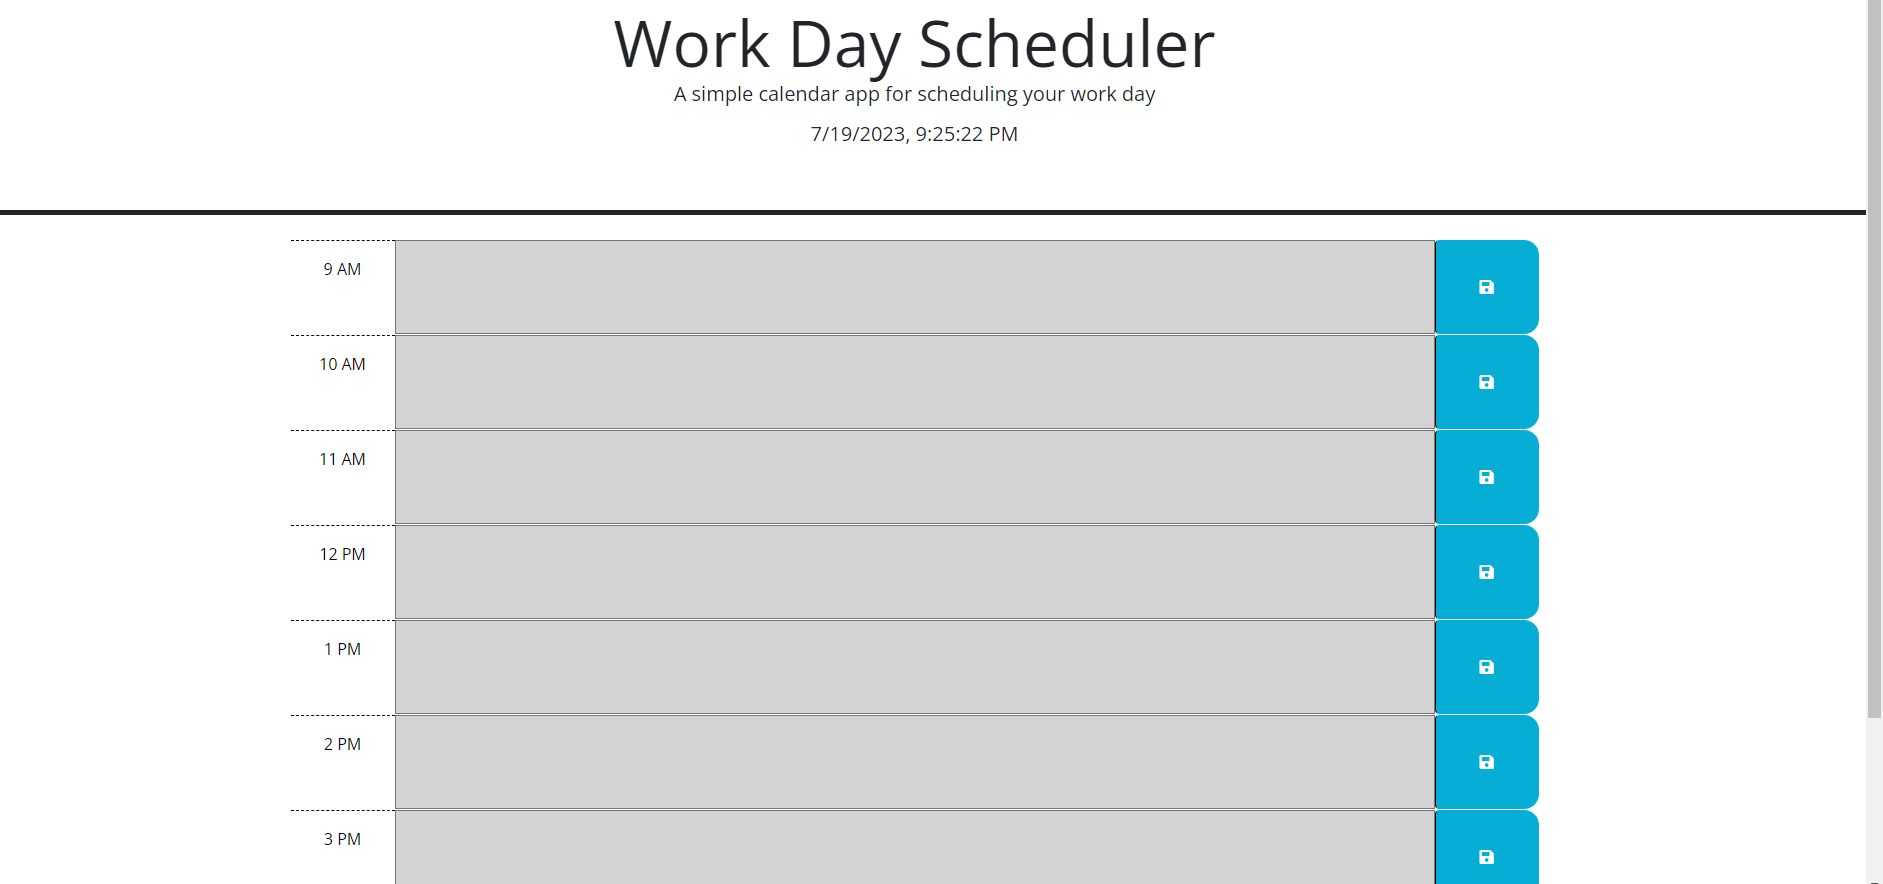 Work Day Scheduler
A simple calendar app for scheduling your work day
7/19/2023, 9:25:22 PM
9 AM
10 AM
11 AM
12 PM
1 PM
2 PM
3 PM